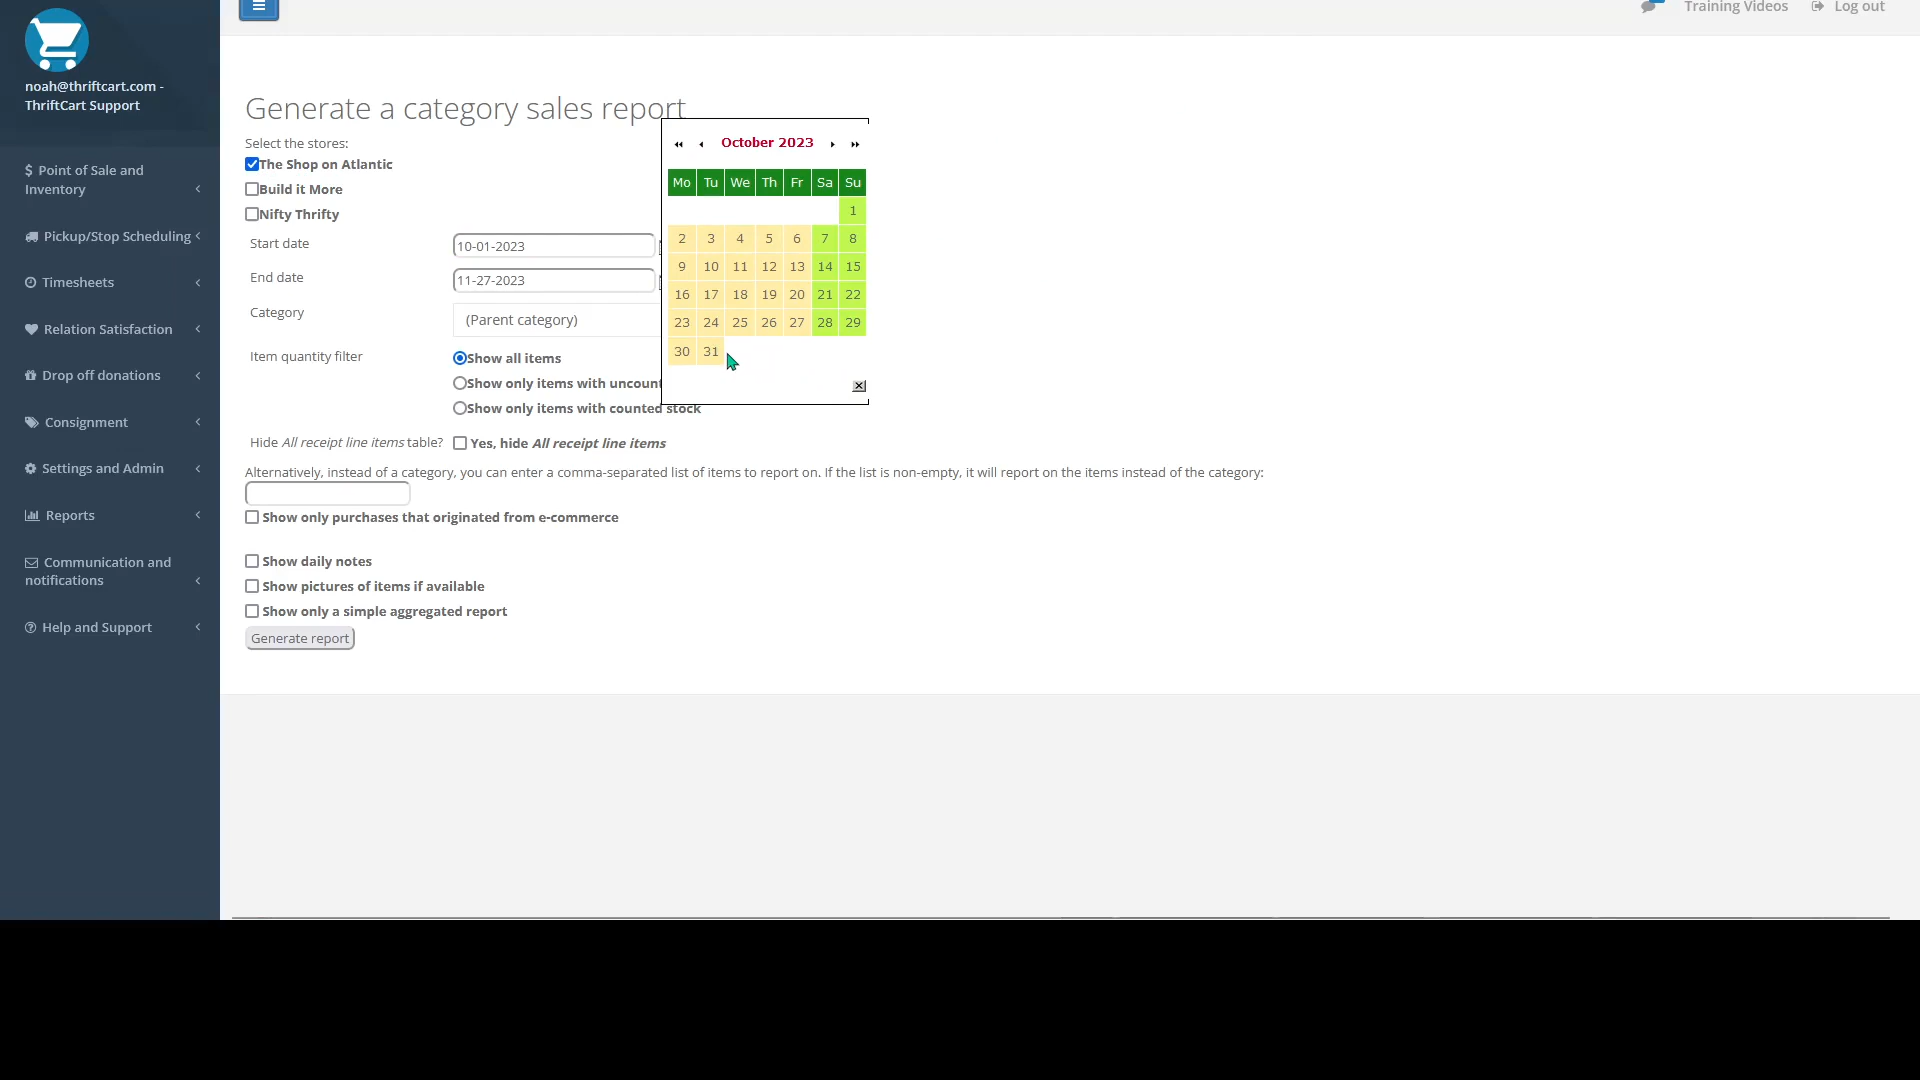 Training Videos
Log out
noah@thriftcart.com -
ThriftCart Support
Point of Sale and
Inventory
Pickup/Stop Scheduling
Timesheets
Relation Satisfaction
Drop off donations
Consignment
Settings and Admin
Reports
Communication and
notifications
Help and Support
Generate a category sales report
Select the stores:
The Shop on Atlantic
Build it More
Nifty Thrifty
Start date 10-01-2023
End date 11-27-2023
Category (Parent category)
Item quantity filter Show all items
Show only items with uncount
Show only items with counted stock
Hide All receipt line items table? Yes, hide All receipt line items
Alternatively, instead of a category, you can enter a comma-separated list of items to report on. If the list is non-empty, it will report on the items instead of the category:
Show only purchases that originated from e-commerce
Show daily notes
Show pictures of items if available
Show only a simple aggregated report
Generate report
October 2023
Mo Tu We Th Fr Sa Su
1
2 3 4 5 6 7 8
9 10 11 12 13 14 15
16 17 18 19 20 21 22
23 24 25 26 27 28 29
30 31